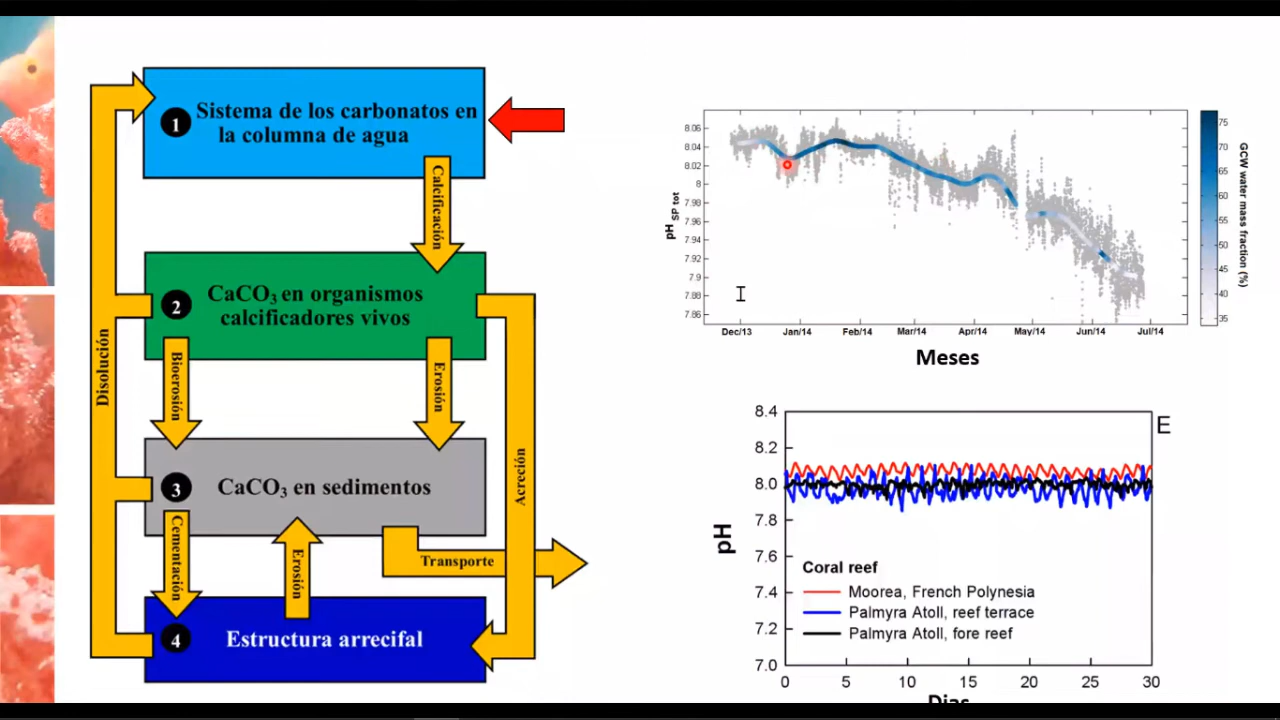 1
Sistema de los carbonatos en
la columna de agua
Calcificación
2
CaCO₃ en organismos
calcificadores vivos
Disolución
Bioerosión
Erosión
Acreción
3
CaCO₃ en sedimentos
Cementación
Erosión
Transporte
4
Estructura arrecifal
pH SP tot
8.06
8.04
8.02
8
7.98
7.96
7.94
7.92
7.9
7.88
7.86
Dec/13 Jan/14 Feb/14 Mar/14 Apr/14 May/14 Jun/14 Jul/14
Meses
75
70
65
60
55
50
45
40
35
GCW water mass fraction (%)
E
pH
8.4
8.2
8.0
7.8
7.6
7.4
7.2
7.0
Coral reef
Moorea, French Polynesia
Palmyra Atoll, reef terrace
Palmyra Atoll, fore reef
0 5 10 15 20 25 30
Dias